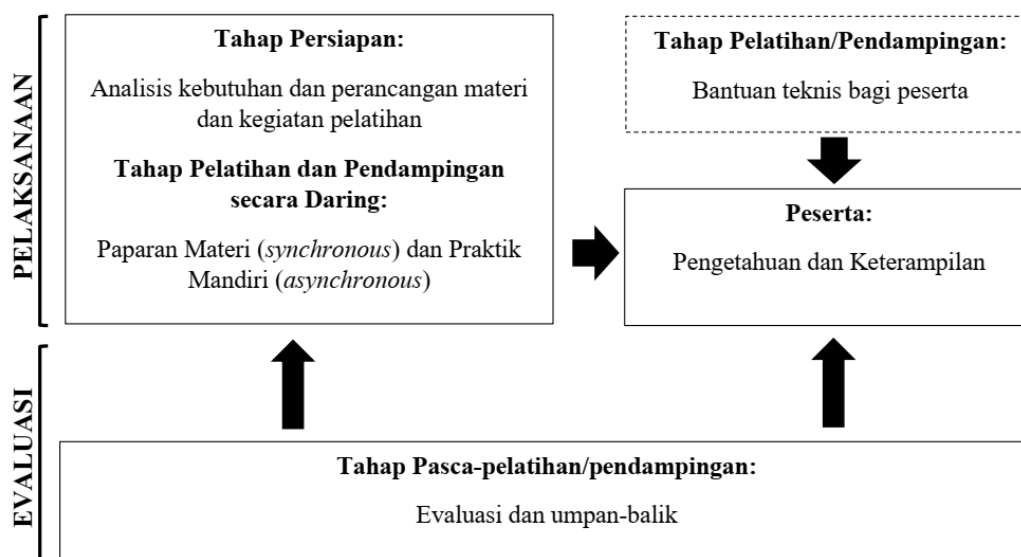 PELAKSANAAN
Tahap Persiapan:
Analisis kebutuhan dan perancangan materi
dan kegiatan pelatihan
Tahap Pelatihan dan Pendampingan
secara Daring:
Paparan Materi (synchronous) dan Praktik
Mandiri (asynchronous)
Tahap Pelatihan/Pendampingan:
Bantuan teknis bagi peserta
Peserta:
Pengetahuan dan Keterampilan
EVALUASI
Tahap Pasca-pelatihan/pendampingan:
Evaluasi dan umpan-balik